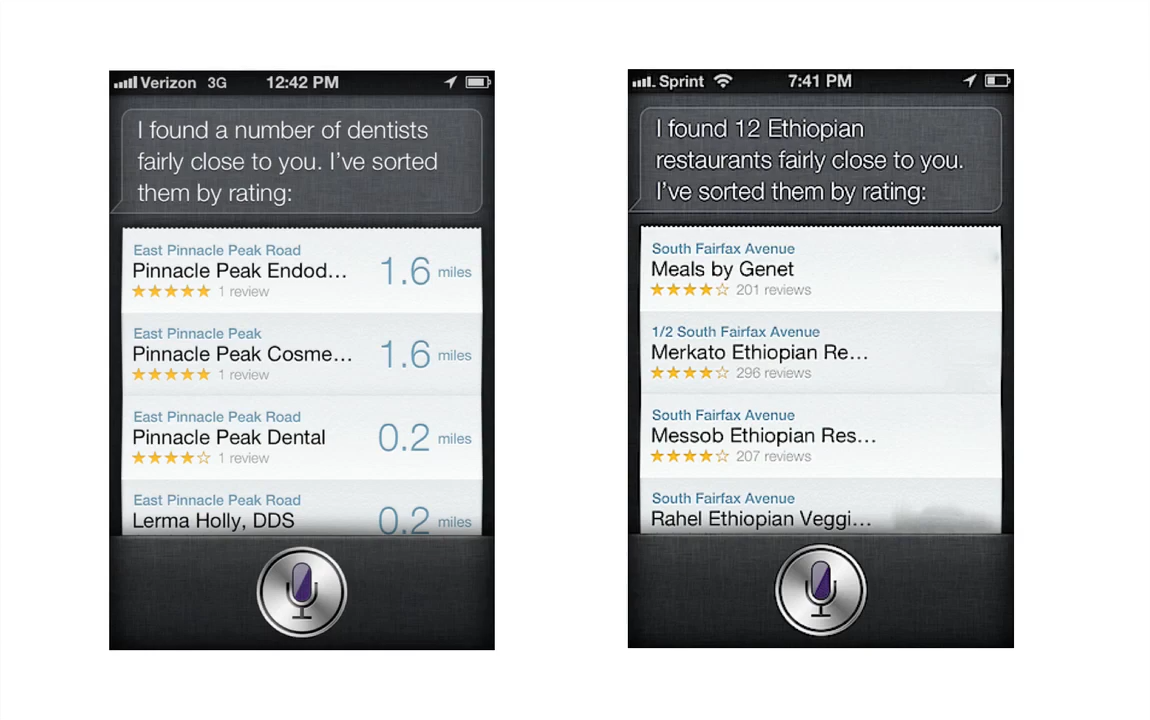 Verizon 3G 12:42 PM
I found a number of dentists
fairly close to you. I've sorted
them by rating:
East Pinnacle Peak Road
Pinnacle Peak Endod...
1.6 miles
1 review
East Pinnacle Peak
Pinnacle Peak Cosme...
1.6 miles
1 review
East Pinnacle Peak Road
Pinnacle Peak Dental
0.2 miles
1 review
East Pinnacle Peak Road
Lerma Holly, DDS
0.2 miles
Sprint 7:41 PM
I found 12 Ethiopian
restaurants fairly close to you.
I've sorted them by rating:
South Fairfax Avenue
Meals by Genet
201 reviews
1/2 South Fairfax Avenue
Merkato Ethiopian Re...
296 reviews
South Fairfax Avenue
Messob Ethiopian Res...
207 reviews
South Fairfax Avenue
Rahel Ethiopian Veggi...